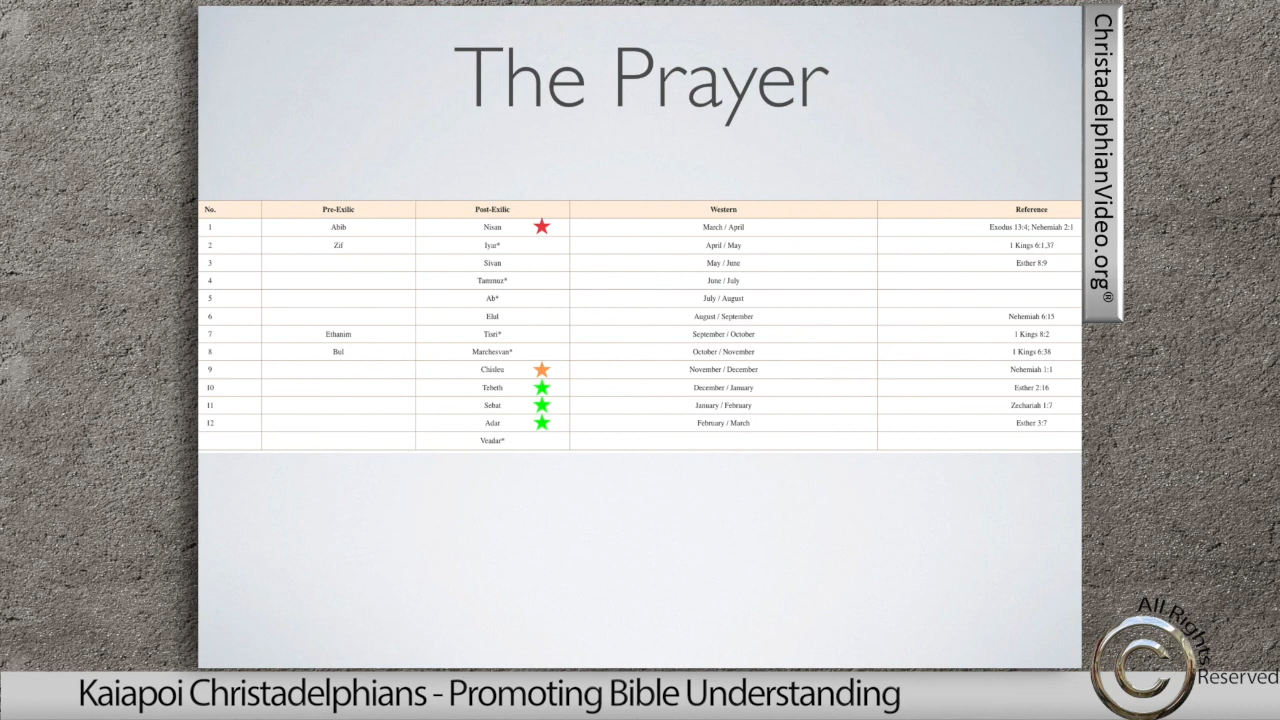 The Prayer
No. Pre-Exilic Post-Exilic Western Reference
1 Abib Nisan March / April Exodus 13:4; Nehemiah 2:1
2 Zif Iyar* April / May 1 Kings 6:1,37
3 Sivan May / June Esther 8:9
4 Tammuz* June / July
5 Ab* July / August
6 Elul August / September Nehemiah 6:15
7 Ethanim Tisri* September / October 1 Kings 8:2
8 Bul Marchesvan* October / November 1 Kings 6:38
9 Chisleu November / December Nehemiah 1:1
10 Tebeth December / January Esther 2:16
11 Sebat January / February Zechariah 1:7
12 Adar February / March Esther 3:7
Veadar*
ChristadelphianVideo.org®
All Rights
C
Reserved
Kaiapoi Christadelphians - Promoting Bible Understanding